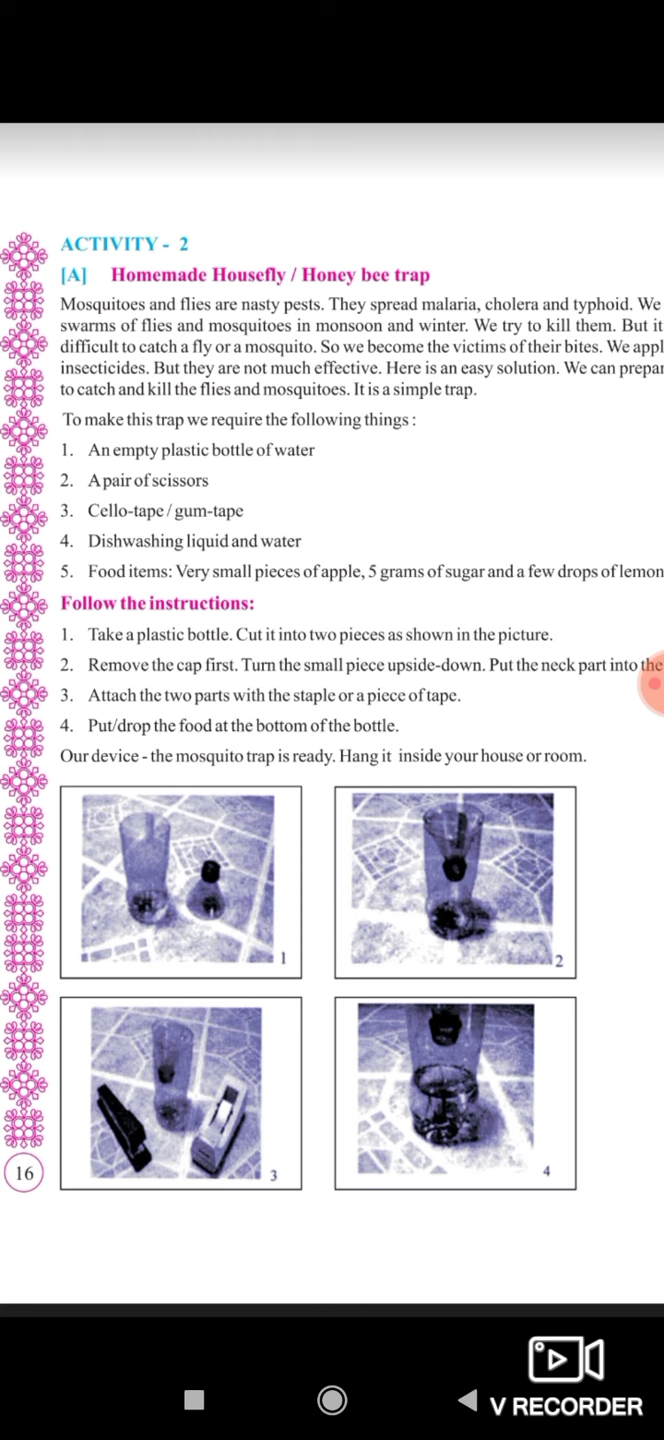 ACTIVITY - 2
[A] Homemade Housefly / Honey bee trap
Mosquitoes and flies are nasty pests. They spread malaria, cholera and typhoid. We
swarms of flies and mosquitoes in monsoon and winter. We try to kill them. But it
difficult to catch a fly or a mosquito. So we become the victims of their bites. We appl
insecticides. But they are not much effective. Here is an easy solution. We can prepar
to catch and kill the flies and mosquitoes. It is a simple trap.
To make this trap we require the following things :
1. An empty plastic bottle of water
2. A pair of scissors
3. Cello-tape / gum-tape
4. Dishwashing liquid and water
5. Food items: Very small pieces of apple, 5 grams of sugar and a few drops of lemon
Follow the instructions:
1. Take a plastic bottle. Cut it into two pieces as shown in the picture.
2. Remove the cap first. Turn the small piece upside-down. Put the neck part into the
3. Attach the two parts with the staple or a piece of tape.
4. Put/drop the food at the bottom of the bottle.
Our device - the mosquito trap is ready. Hang it inside your house or room.
1
2
3
4
16
V RECORDER